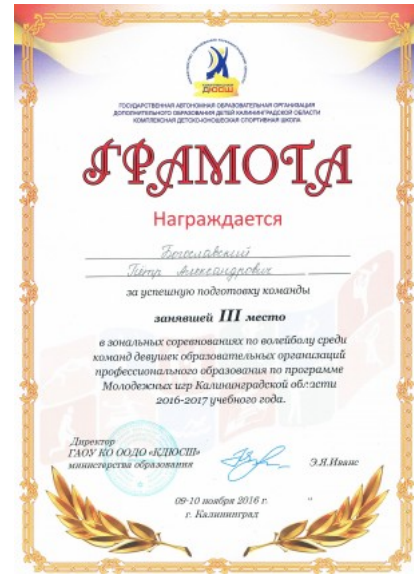 КДЮСШ
ГОСУДАРСТВЕННАЯ АВТОНОМНАЯ ОБРАЗОВАТЕЛЬНАЯ ОРГАНИЗАЦИЯ
ДОПОЛНИТЕЛЬНОГО ОБРАЗОВАНИЯ ДЕТЕЙ КАЛИНИНГРАДСКОЙ ОБЛАСТИ
КОМПЛЕКСНАЯ ДЕТСКО-ЮНОШЕСКАЯ СПОРТИВНАЯ ШКОЛА
ГРАМОТА
Награждается
Богславский
Пётр Александрович
за успешную подготовку команды
занявшей III место
в зональных соревнованиях по волейболу среди
команд девушек образовательных организаций
профессионального образования по программе
Молодежных игр Калининградской области
2016-2017 учебного года.
Директор
ГАОУ КО ООДО «КДЮСШ»
министерства образования
Э.Я.Иванс
09-10 ноября 2016 г.
г. Калининград